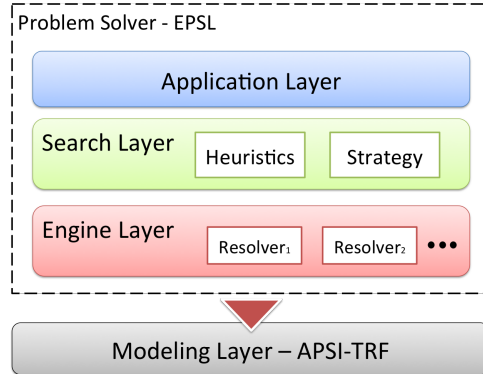 Problem Solver - EPSL
Application Layer
Search Layer
Heuristics
Strategy
Engine Layer
Resolver₁
Resolver₂
•••
Modeling Layer – APSI-TRF